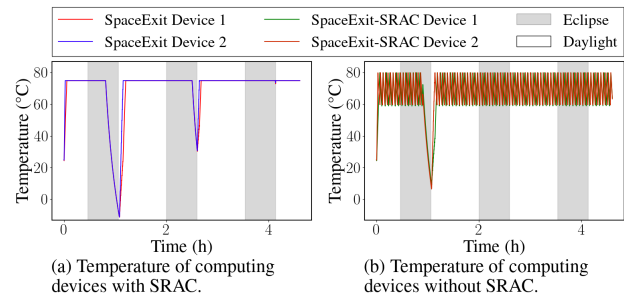 SpaceExit Device 1 SpaceExit-SRAC Device 1 Eclipse
SpaceExit Device 2 SpaceExit-SRAC Device 2 Daylight
80
60
40
20
0
Temperature (°C)
0 2 4
Time (h)
(a) Temperature of computing
devices with SRAC.
80
60
40
20
0
Temperature (°C)
0 2 4
Time (h)
(b) Temperature of computing
devices without SRAC.